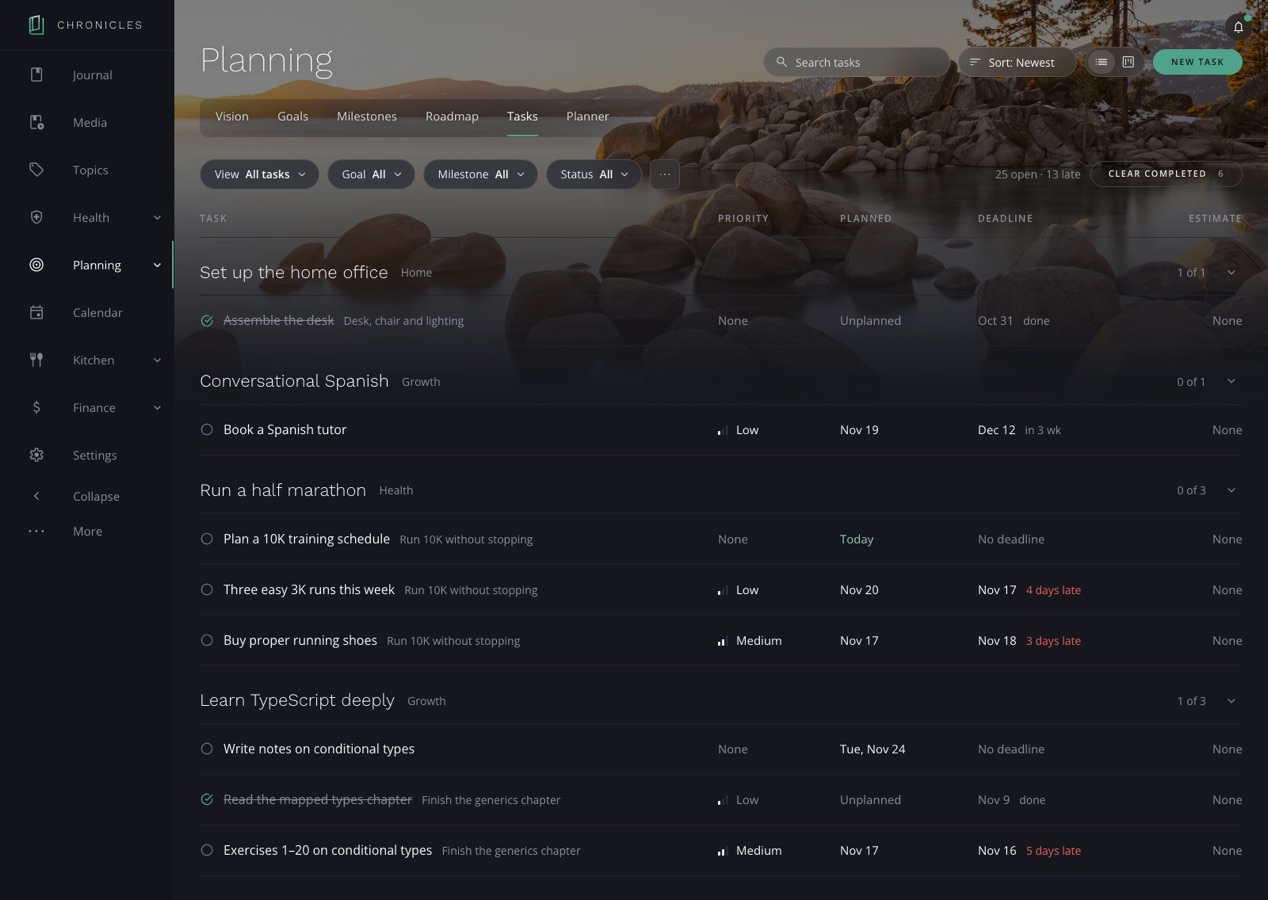 CHRONICLES
Journal
Media
Topics
Health
Planning
Calendar
Kitchen
Finance
Settings
Collapse
More
Planning
Search tasks
Sort: Newest
NEW TASK
Vision Goals Milestones Roadmap Tasks Planner
View All tasks Goal All Milestone All Status All ...
25 open · 13 late CLEAR COMPLETED 6
TASK PRIORITY PLANNED DEADLINE ESTIMATE
Set up the home office Home 1 of 1
Assemble the desk Desk, chair and lighting None Unplanned Oct 31 done None
Conversational Spanish Growth 0 of 1
Book a Spanish tutor Low Nov 19 Dec 12 in 3 wk None
Run a half marathon Health 0 of 3
Plan a 10K training schedule Run 10K without stopping None Today No deadline None
Three easy 3K runs this week Run 10K without stopping Low Nov 20 Nov 17 4 days late None
Buy proper running shoes Run 10K without stopping Medium Nov 17 Nov 18 3 days late None
Learn TypeScript deeply Growth 1 of 3
Write notes on conditional types None Tue, Nov 24 No deadline None
Read the mapped types chapter Finish the generics chapter Low Unplanned Nov 9 done None
Exercises 1–20 on conditional types Finish the generics chapter Medium Nov 17 Nov 16 5 days late None